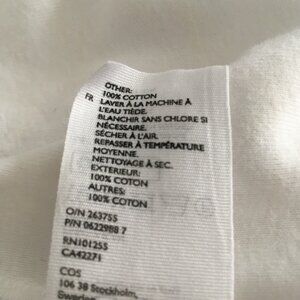 OTHER:
100% COTTON
FR LAVER À LA MACHINE À
L'EAU TIÈDE.
BLANCHIR SANS CHLORE SI
NÉCESSAIRE.
SÉCHER À L'AIR.
REPASSER À TEMPÉRATURE
MOYENNE.
NETTOYAGE À SEC.
EXTERIEUR:
100% COTON
AUTRES:
100% COTON
O/N 263755
P/N 0622988 7
RN101255
CA42271
COS
106 38 Stockholm,
Sweden